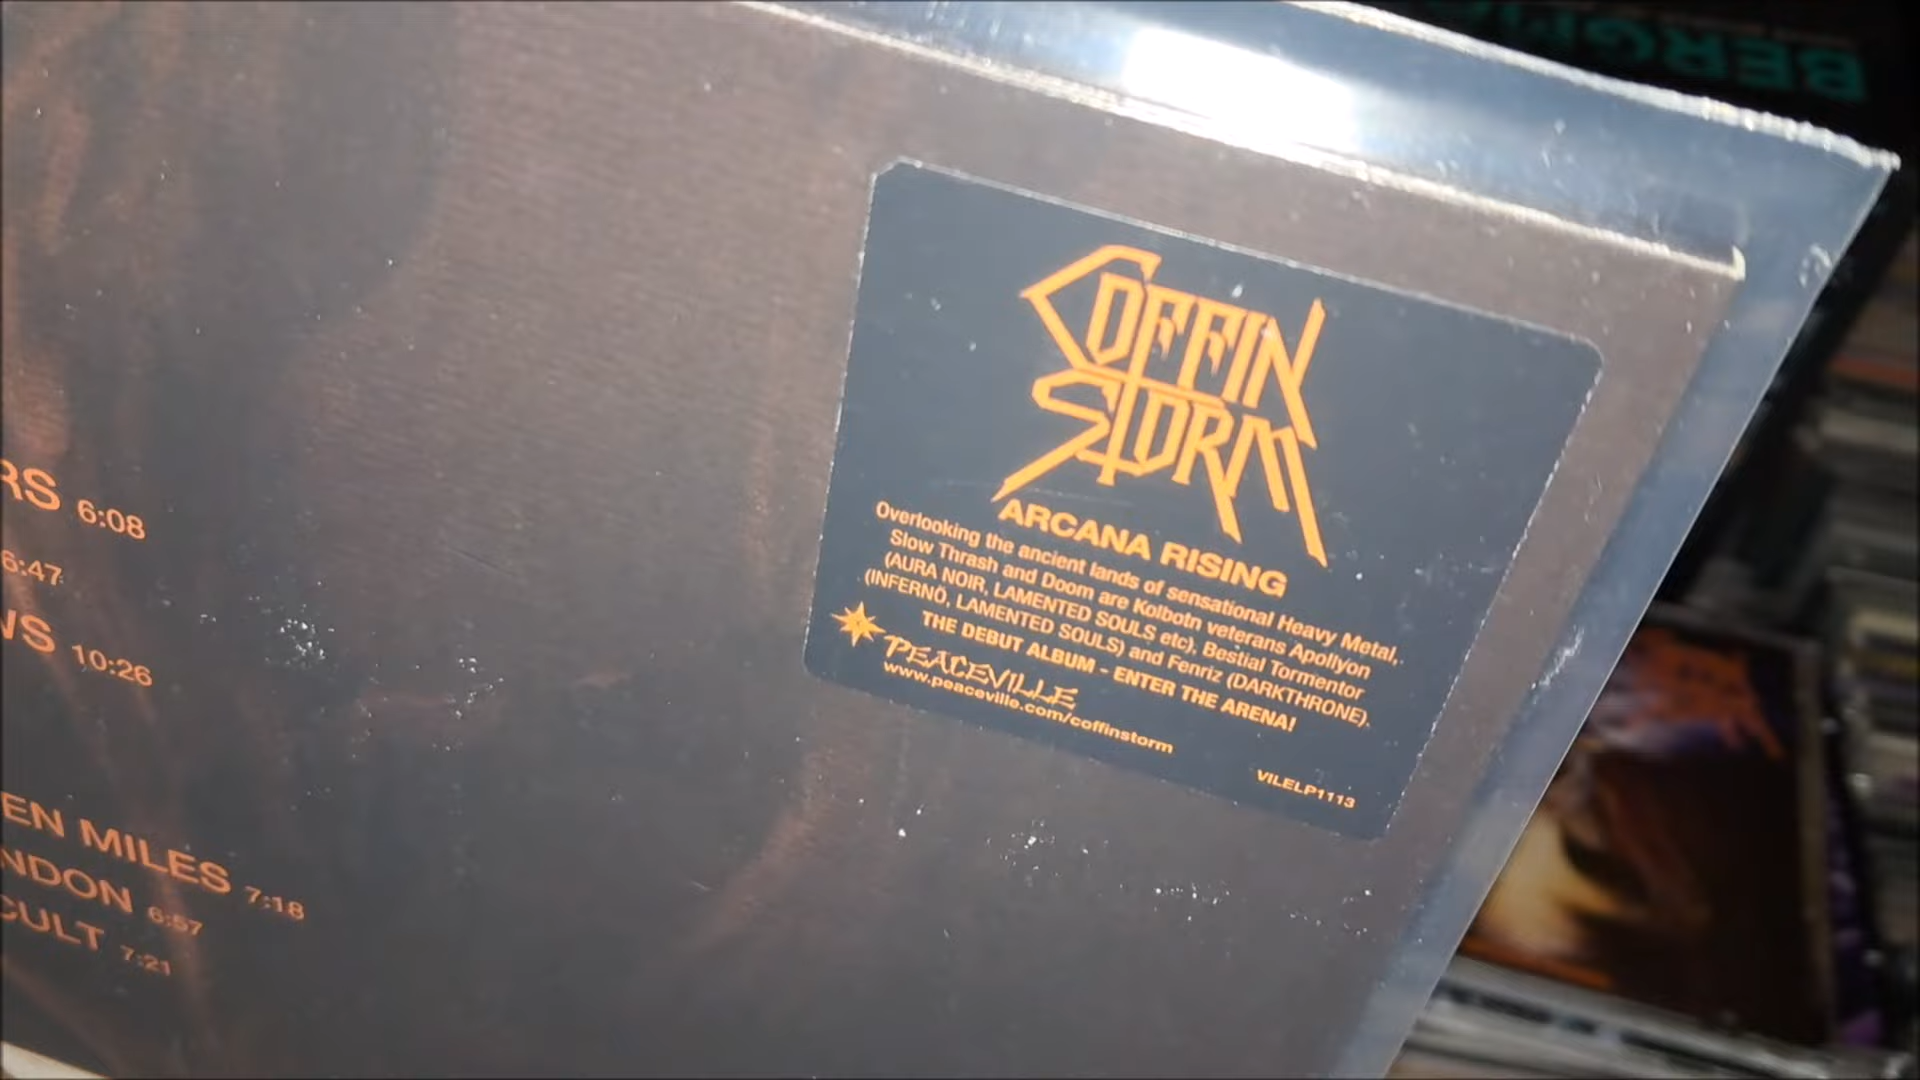 BERG
COFFIN
STORM
ARCANA RISING
Overlooking the ancient lands of sensational Heavy Metal,
Slow Thrash and Doom are Kolbotn veterans Apollyon
(AURA NOIR, LAMENTED SOULS etc), Bestial Tormentor
(INFERNÖ, LAMENTED SOULS) and Fenriz (DARKTHRONE).
THE DEBUT ALBUM - ENTER THE ARENA!
PEACEVILLE
www.peaceville.com/coffinstorm
VILELP1113
RS 6:08
6:47
WS 10:26
EN MILES 7:18
NDON 6:57
CULT 7:21